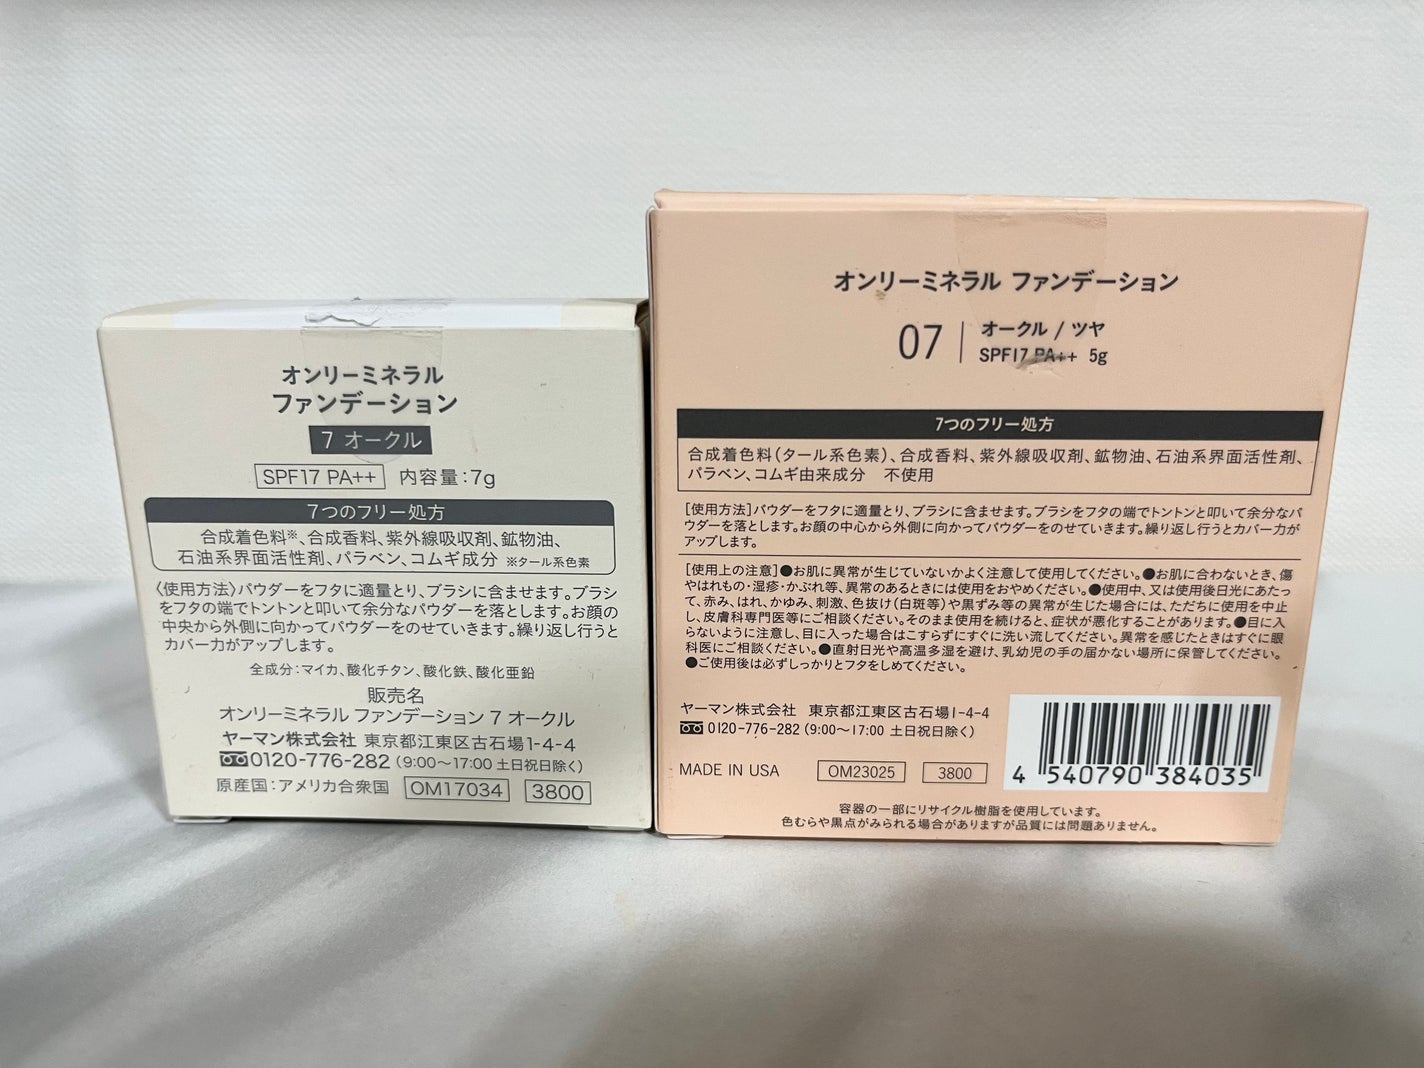 オンリーミネラル
ファンデーション
7 オークル
SPF17 PA++ 内容量:7g
7つのフリー処方
合成着色料※、合成香料、紫外線吸収剤、鉱物油、
石油系界面活性剤、パラベン、コムギ成分 ※タール系色素
〈使用方法〉パウダーをフタに適量とり、ブラシに含ませます。ブラシ
をフタの端でトントンと叩いて余分なパウダーを落とします。お顔の
中央から外側に向かってパウダーをのせていきます。繰り返し行うと
カバー力がアップします。
全成分:マイカ、酸化チタン、酸化鉄、酸化亜鉛
販売名
オンリーミネラル ファンデーション 7 オークル
ヤーマン株式会社 東京都江東区古石場1-4-4
0120-776-282 (9:00〜17:00 土日祝日除く)
原産国:アメリカ合衆国 OM17034 3800
オンリーミネラル ファンデーション
07 オークル / ツヤ
SPF17 PA++ 5g
7つのフリー処方
合成着色料(タール系色素)、合成香料、紫外線吸収剤、鉱物油、石油系界面活性剤、
パラベン、コムギ由来成分 不使用
[使用方法]パウダーをフタに適量とり、ブラシに含ませます。ブラシをフタの端でトントンと叩いて余分なパ
ウダーを落とします。お顔の中心から外側に向かってパウダーをのせていきます。繰り返し行うとカバー力が
アップします。
[使用上の注意]●お肌に異常が生じていないかよく注意して使用してください。●お肌に合わないとき、傷
やはれもの・湿疹・かぶれ等、異常のあるときには使用をおやめください。●使用中、又は使用後日光にあたっ
て、赤み、はれ、かゆみ、刺激、色抜け(白斑等)や黒ずみ等の異常が生じた場合には、ただちに使用を中止
し、皮膚科専門医等にご相談ください。そのまま使用を続けると、症状が悪化することがあります。●目に入
らないように注意し、目に入った場合はこすらずにすぐに洗い流してください。異常を感じたときはすぐに眼
科医にご相談ください。●直射日光や高温多湿を避け、乳幼児の手の届かない場所に保管してください。
●ご使用後は必ずしっかりとフタをしめてください。
ヤーマン株式会社 東京都江東区古石場1-4-4
0120-776-282 (9:00〜17:00 土日祝日除く)
MADE IN USA OM23025 3800
4 540790 384035
容器の一部にリサイクル樹脂を使用しています。
色むらや黒点がみられる場合がありますが品質には問題ありません。